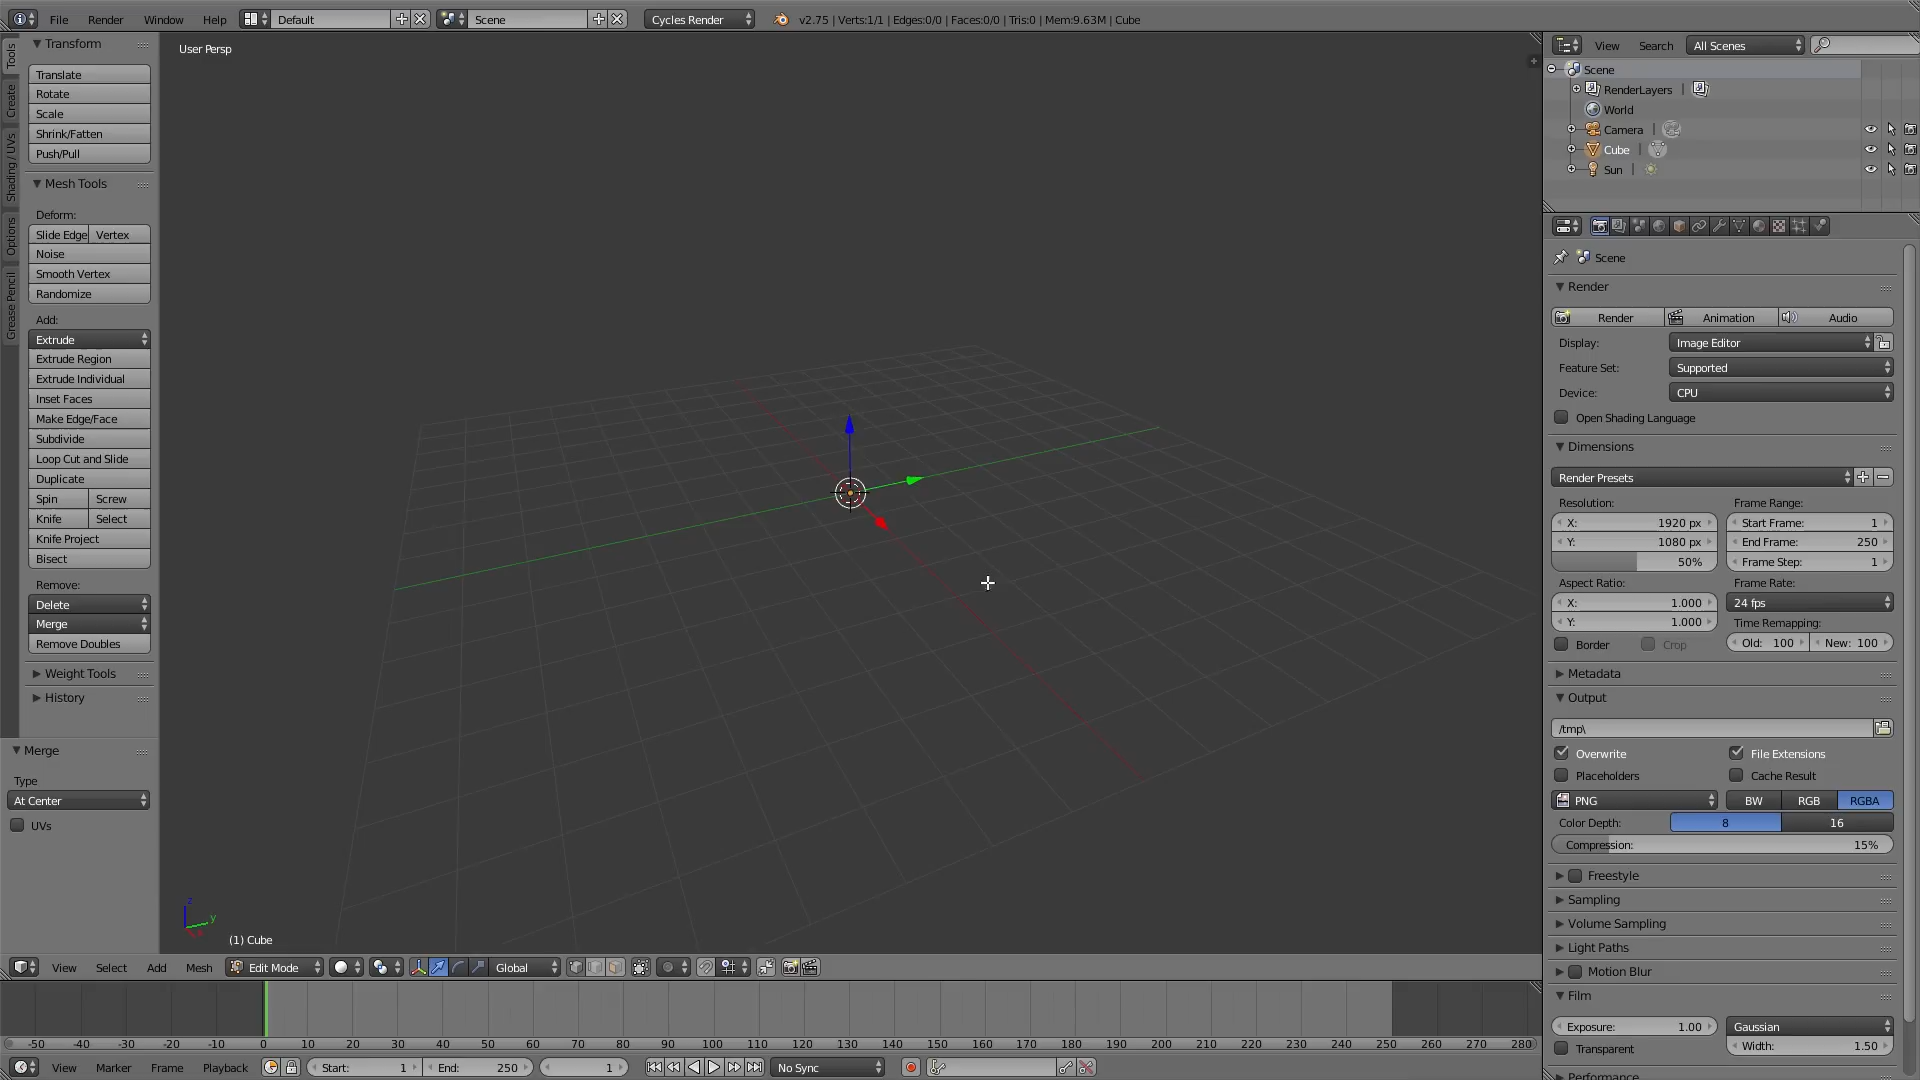 File Render Window Help Default Scene Cycles Render v2.75 | Verts:1/1 | Edges:0/0 | Faces:0/0 | Tris:0 | Mem:9.63M | Cube
Tools
Create
Shading / UVs
Options
Grease Pencil
Transform
Translate
Rotate
Scale
Shrink/Fatten
Push/Pull
Mesh Tools
Deform:
Slide Edge Vertex
Noise
Smooth Vertex
Randomize
Add:
Extrude
Extrude Region
Extrude Individual
Inset Faces
Make Edge/Face
Subdivide
Loop Cut and Slide
Duplicate
Spin Screw
Knife Select
Knife Project
Bisect
Remove:
Delete
Merge
Remove Doubles
Weight Tools
History
Merge
Type
At Center
UVs
User Persp
z
y
(1) Cube
View Select Add Mesh Edit Mode Global
-50 -40 -30 -20 -10 0 10 20 30 40 50 60 70 80 90 100 110 120 130 140 150 160 170 180 190 200 210 220 230 240 250 260 270 280
View Marker Frame Playback Start: 1 End: 250 1 No Sync
View Search All Scenes
Scene
RenderLayers |
World
Camera |
Cube |
Sun |
Scene
Render
Render Animation Audio
Display: Image Editor
Feature Set: Supported
Device: CPU
Open Shading Language
Dimensions
Render Presets
Resolution: Frame Range:
X: 1920 px Start Frame: 1
Y: 1080 px End Frame: 250
50% Frame Step: 1
Aspect Ratio: Frame Rate:
X: 1.000 24 fps
Y: 1.000 Time Remapping:
Border Crop Old: 100 New: 100
Metadata
Output
/tmp\
Overwrite File Extensions
Placeholders Cache Result
PNG BW RGB RGBA
Color Depth: 8 16
Compression: 15%
Freestyle
Sampling
Volume Sampling
Light Paths
Motion Blur
Film
Exposure: 1.00 Gaussian
Transparent Width: 1.50
Performance